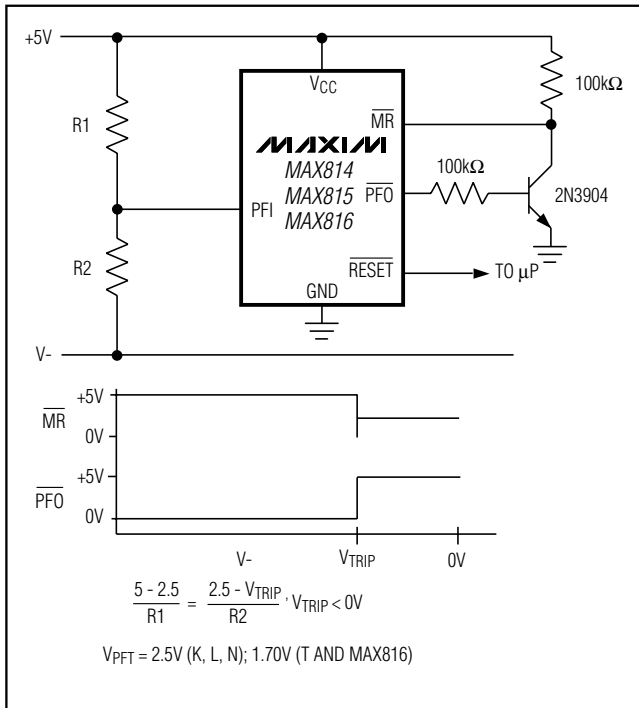 +5V
VCC
100kΩ
R1
MR
MAXIM
MAX814
100kΩ
MAX815
PFO
2N3904
PFI
MAX816
R2
RESET
TO µP
GND
V-
+5V
MR
0V
+5V
PFO
0V
V-
VTRIP
0V
5 - 2.5 / R1 = 2.5 - VTRIP / R2 , VTRIP < 0V
VPFT = 2.5V (K, L, N); 1.70V (T AND MAX816)